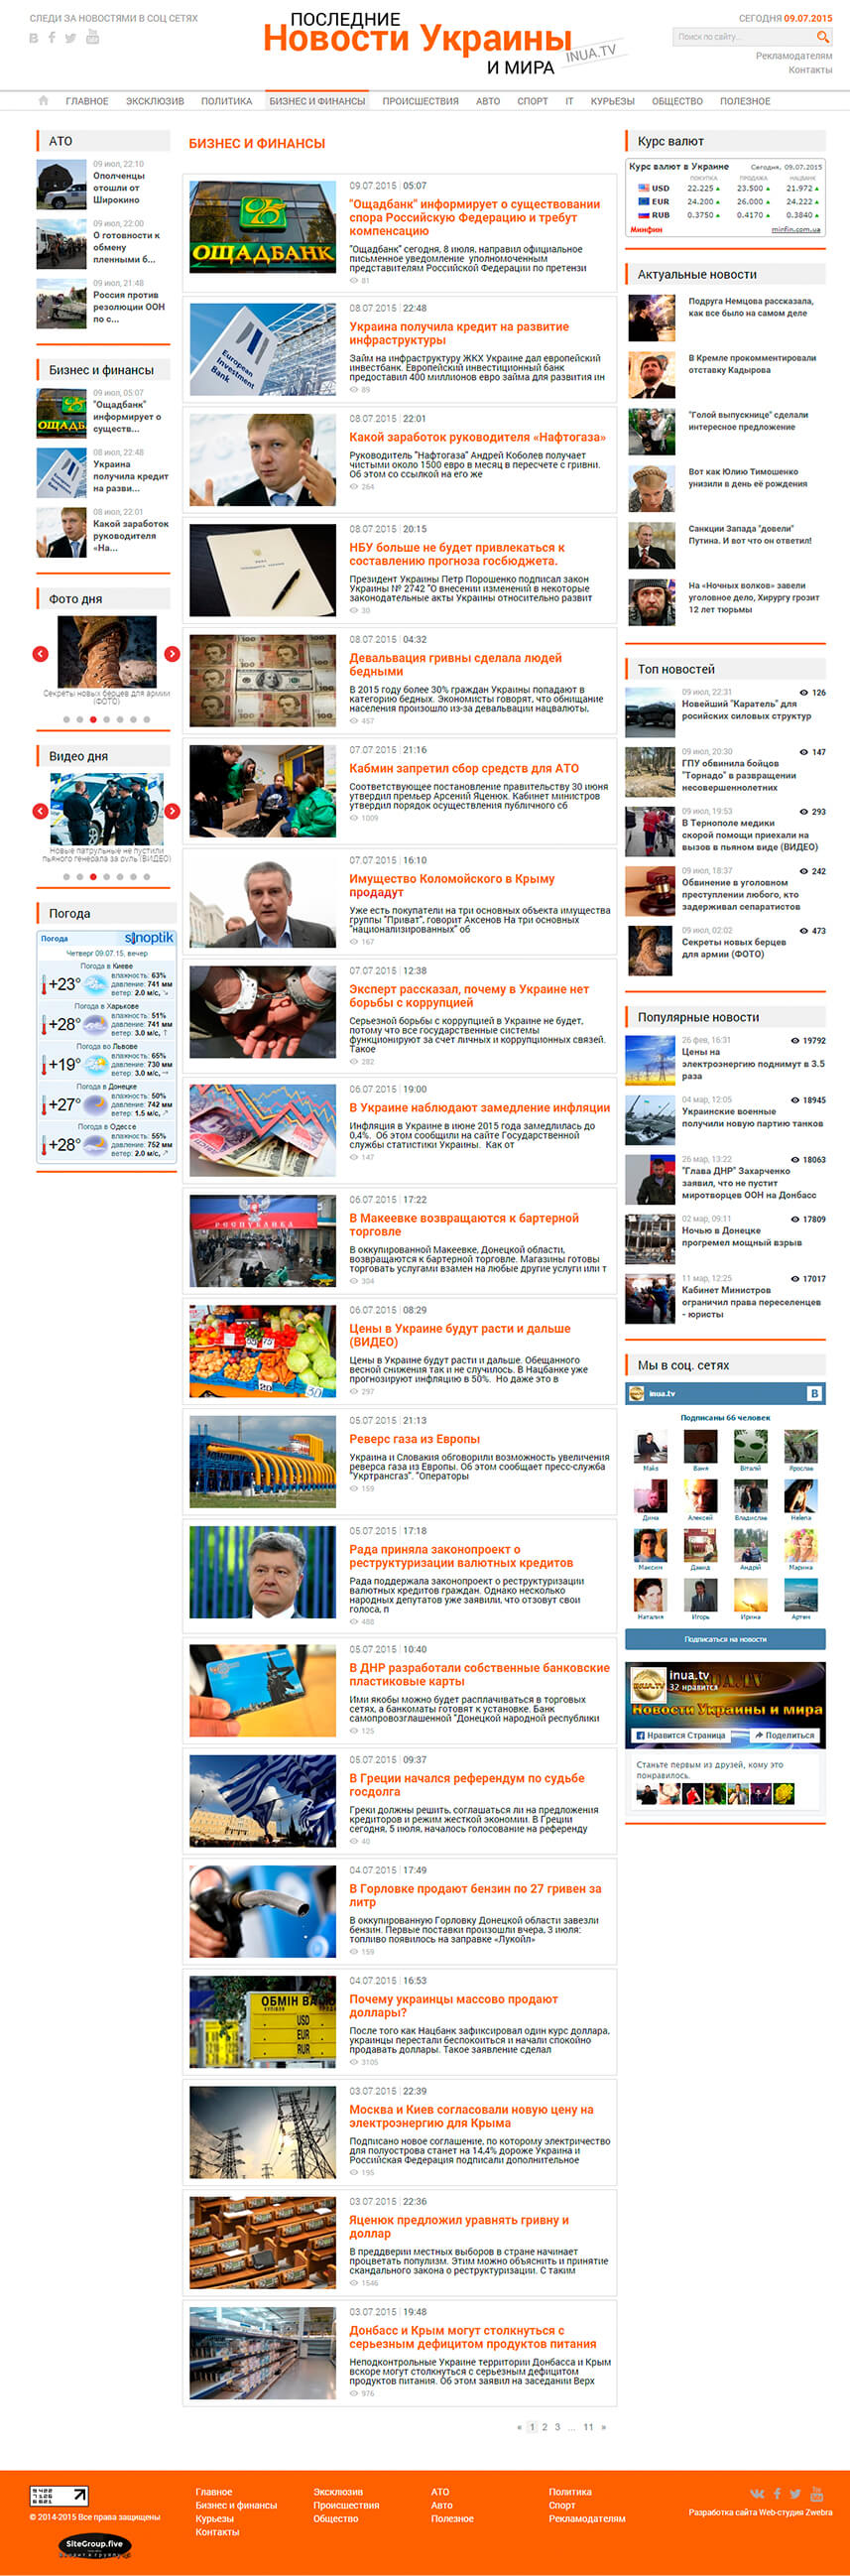 СЛЕДИ ЗА НОВОСТЯМИ В СОЦ СЕТЯХ
ПОСЛЕДНИЕ
Новости Украины
И МИРА
INUA.TV
СЕГОДНЯ 09.07.2015
Поиск по сайту...
Рекламодателям
Контакты
ГЛАВНОЕ ЭКСКЛЮЗИВ ПОЛИТИКА БИЗНЕС И ФИНАНСЫ ПРОИСШЕСТВИЯ АВТО СПОРТ IT КУРЬЕЗЫ ОБЩЕСТВО ПОЛЕЗНОЕ
АТО
09 июл, 22:10
Ополченцы
отошли от
Широкино
09 июл, 22:00
О готовности к
обмену
пленными б...
09 июл, 21:48
Россия против
резолюции ООН
по с...
Бизнес и финансы
09 июл, 05:07
"Ощадбанк"
информирует о
существ...
08 июл, 22:48
Украина
получила кредит
на разви...
08 июл, 22:01
Какой заработок
руководителя
«На...
Фото дня
Секреты новых берцев для армии
(ФОТО)
Видео дня
Новые патрульные не пустили
пьяного генерала за руль (ВИДЕО)
Погода
Погода sinoptik
Четверг 09.07.15, вечер
Погода в Киеве
+23°
влажность: 63%
давление: 741 мм
ветер: 2.0 м/с,
Погода в Харькове
+28°
влажность: 51%
давление: 741 мм
ветер: 3.0 м/с,
Погода во Львове
+19°
влажность: 65%
давление: 730 мм
ветер: 3.0 м/с,
Погода в Донецке
+27°
влажность: 50%
давление: 742 мм
ветер: 1.5 м/с,
Погода в Одессе
+28°
влажность: 55%
давление: 752 мм
ветер: 2.0 м/с,
БИЗНЕС И ФИНАНСЫ
ОЩАДБАНК
09.07.2015 | 05:07
"Ощадбанк" информирует о существовании
спора Российскую Федерацию и требут
компенсацию
"Ощадбанк" сегодня, 8 июля, направил официальное
письменное уведомление уполномоченным
представителям Российской Федерации по претензи
81
European
Investment
Bank
08.07.2015 | 22:48
Украина получила кредит на развитие
инфраструктуры
Займ на инфраструктуру ЖКХ Украине дал европейский
инвестбанк. Европейский инвестиционный банк
предоставил 400 миллионов евро займа для развития ин
89
08.07.2015 | 22:01
Какой заработок руководителя «Нафтогаза»
Руководитель "Нафтогаза" Андрей Коболев получает
чистыми около 1500 евро в месяц в пересчете с гривни.
Об этом со ссылкой на его же
264
08.07.2015 | 20:15
НБУ больше не будет привлекаться к
составлению прогноза госбюджета.
Президент Украины Петр Порошенко подписал закон
Украины № 2742 "О внесении изменений в некоторые
законодательные акты Украины относительно развит
30
08.07.2015 | 04:32
Девальвация гривны сделала людей
бедными
В 2015 году более 30% граждан Украины попадают в
категорию бедных. Экономисты говорят, что обнищание
населения произошло из-за девальвации нацвалюты,
457
07.07.2015 | 21:16
Кабмин запретил сбор средств для АТО
Соответствующее постановление правительству 30 июня
утвердил премьер Арсений Яценюк. Кабинет министров
утвердил порядок осуществления публичного сб
1009
07.07.2015 | 16:10
Имущество Коломойского в Крыму
продадут
Уже есть покупатели на три основных объекта имущества
группы "Приват", говорит Аксенов На три основных
"национализированных" об
167
07.07.2015 | 12:38
Эксперт рассказал, почему в Украине нет
борьбы с коррупцией
Серьезной борьбы с коррупцией в Украине не будет,
потому что все государственные системы
функционируют за счет личных и коррупционных связей.
Такое
282
06.07.2015 | 19:00
В Украине наблюдают замедление инфляции
Инфляция в Украине в июне 2015 года замедлилась до
0,4%. Об этом сообщили на сайте Государственной
службы статистики Украины. Как от
147
06.07.2015 | 17:22
В Макеевке возвращаются к бартерной
торговле
В оккупированной Макеевке, Донецкой области,
возвращаются к бартерной торговле. Магазины готовы
торговать услугами взамен на любые другие услуги или т
304
06.07.2015 | 08:29
Цены в Украине будут расти и дальше
(ВИДЕО)
Цены в Украине будут расти и дальше. Обещанного
весной снижения так и не случилось. В Нацбанке уже
прогнозируют инфляцию в 50%. Но даже это в
297
05.07.2015 | 21:13
Реверс газа из Европы
Украина и Словакия обговорили возможность увеличения
реверса газа из Европы. Об этом сообщает пресс-служба
"Укртрансгаз". "Операторы
159
05.07.2015 | 17:18
Рада приняла законопроект о
реструктуризации валютных кредитов
Рада поддержала законопроект о реструктуризации
валютных кредитов граждан. Однако несколько
народных депутатов уже заявили, что отзовут свои
голоса, п
488
05.07.2015 | 10:40
В ДНР разработали собственные банковские
пластиковые карты
Ими якобы можно будет расплачиваться в торговых
сетях, а банкоматы готовят к установке. Банк
самопровозглашенной "Донецкой народной республики
125
05.07.2015 | 09:37
В Греции начался референдум по судьбе
госдолга
Греки должны решить, соглашаться ли на предложения
кредиторов и режим жесткой экономии. В Греции
сегодня, 5 июля, началось голосование на референду
40
04.07.2015 | 17:49
В Горловке продают бензин по 27 гривен за
литр
В оккупированную Горловку Донецкой области завезли
бензин. Первые поставки произошли вчера, 3 июля:
топливо появилось на заправке «Лукойл»
159
ОБМІН ВА
USD
EUR
RUR
04.07.2015 | 16:53
Почему украинцы массово продают
доллары?
После того как Нацбанк зафиксировал один курс доллара,
украинцы перестали беспокоиться и начали спокойно
продавать доллары. Такое заявление сделал
3105
03.07.2015 | 22:39
Москва и Киев согласовали новую цену на
электроэнергию для Крыма
Подписано новое соглашение, по которому электричество
для полуострова станет на 14,4% дороже Украина и
Российская Федерация подписали дополнительное
195
03.07.2015 | 22:36
Яценюк предложил уравнять гривну и
доллар
В преддверии местных выборов в стране начинает
процветать популизм. Этим можно объяснить и принятие
скандального закона о реструктуризации. С таким
1546
03.07.2015 | 19:48
Донбасс и Крым могут столкнуться с
серьезным дефицитом продуктов питания
Неподконтрольные Украине территории Донбасса и Крым
вскоре могут столкнуться с серьезным дефицитом
продуктов питания. Об этом заявил на заседании Верх
976
« 1 2 3 ... 11 »
Курс валют
Курс валют в Украине Сегодня, 09.07.2015
ПОКУПКА ПРОДАЖА НАЦБАНК
USD 22.225 23.500 21.972
EUR 24.200 26.000 24.222
RUB 0.3750 0.4170 0.3840
Минфин minfin.com.ua
Актуальные новости
Подруга Немцова рассказала,
как все было на самом деле
В Кремле прокомментировали
отставку Кадырова
"Голой выпускнице" сделали
интересное предложение
Вот как Юлию Тимошенко
унизили в день её рождения
Санкции Запада "довели"
Путина. И вот что он ответил!
На «Ночных волков» завели
уголовное дело, Хирургу грозит
12 лет тюрьмы
Топ новостей
09 июл, 22:31 126
Новейший "Каратель" для
росийских силовых структур
09 июл, 20:30 147
ГПУ обвинила бойцов
"Торнадо" в развращении
несовершеннолетних
09 июл, 19:53 293
В Тернополе медики
скорой помощи приехали на
вызов в пьяном виде (ВИДЕО)
09 июл, 18:37 242
Обвинение в уголовном
преступлении любого, кто
задерживал сепаратистов
09 июл, 02:02 473
Секреты новых берцев
для армии (ФОТО)
Популярные новости
26 фев, 16:31 19792
Цены на
электроэнергию поднимут в 3.5
раза
04 мар, 12:05 18945
Украинские военные
получили новую партию танков
26 мар, 13:22 18063
"Глава ДНР" Захарченко
заявил, что не пустит
миротворцев ООН на Донбасс
02 мар, 09:11 17809
Ночью в Донецке
прогремел мощный взрыв
11 мар, 12:25 17017
Кабинет Министров
ограничил права переселенцев
- юристы
Мы в соц. сетях
inua.tv
Подписаны 66 человек
Майа Ваня Віталій Ярослав
Дима Алексей Владислав Helena
Максим Давид Андрій Марина
Наталия Игорь Ирина Артем
Подписаться на новости
inua.tv
32 нравится
Новости Украины и мира
Нравится Страница Поделиться
Станьте первым из друзей, кому это
понравилось.
© 2014-2015 Все права защищены
SiteGroup.five
Главное Эксклюзив АТО Политика
Бизнес и финансы Происшествия Авто Спорт
Курьезы Общество Полезное Рекламодателям
Контакты
Разработка сайта Web-студия Zwebra